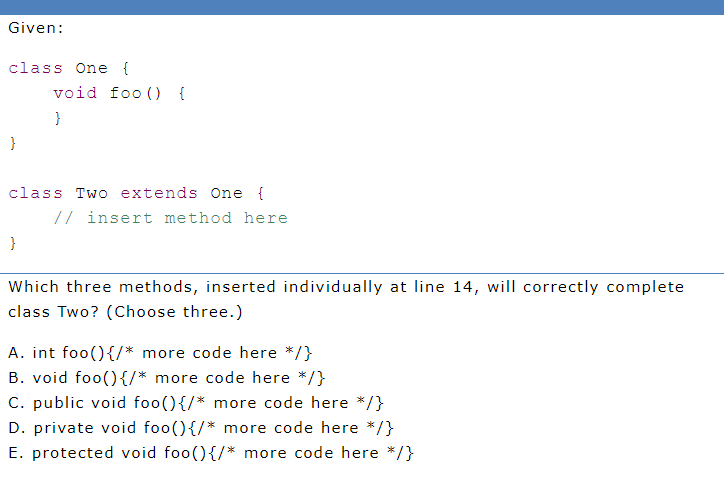 Given:
class One {
void foo() {
}
}
class Two extends One {
// insert method here
}
Which three methods, inserted individually at line 14, will correctly complete
class Two? (Choose three.)
A. int foo(){/* more code here */}
B. void foo(){/* more code here */}
C. public void foo(){/* more code here */}
D. private void foo(){/* more code here */}
E. protected void foo(){/* more code here */}